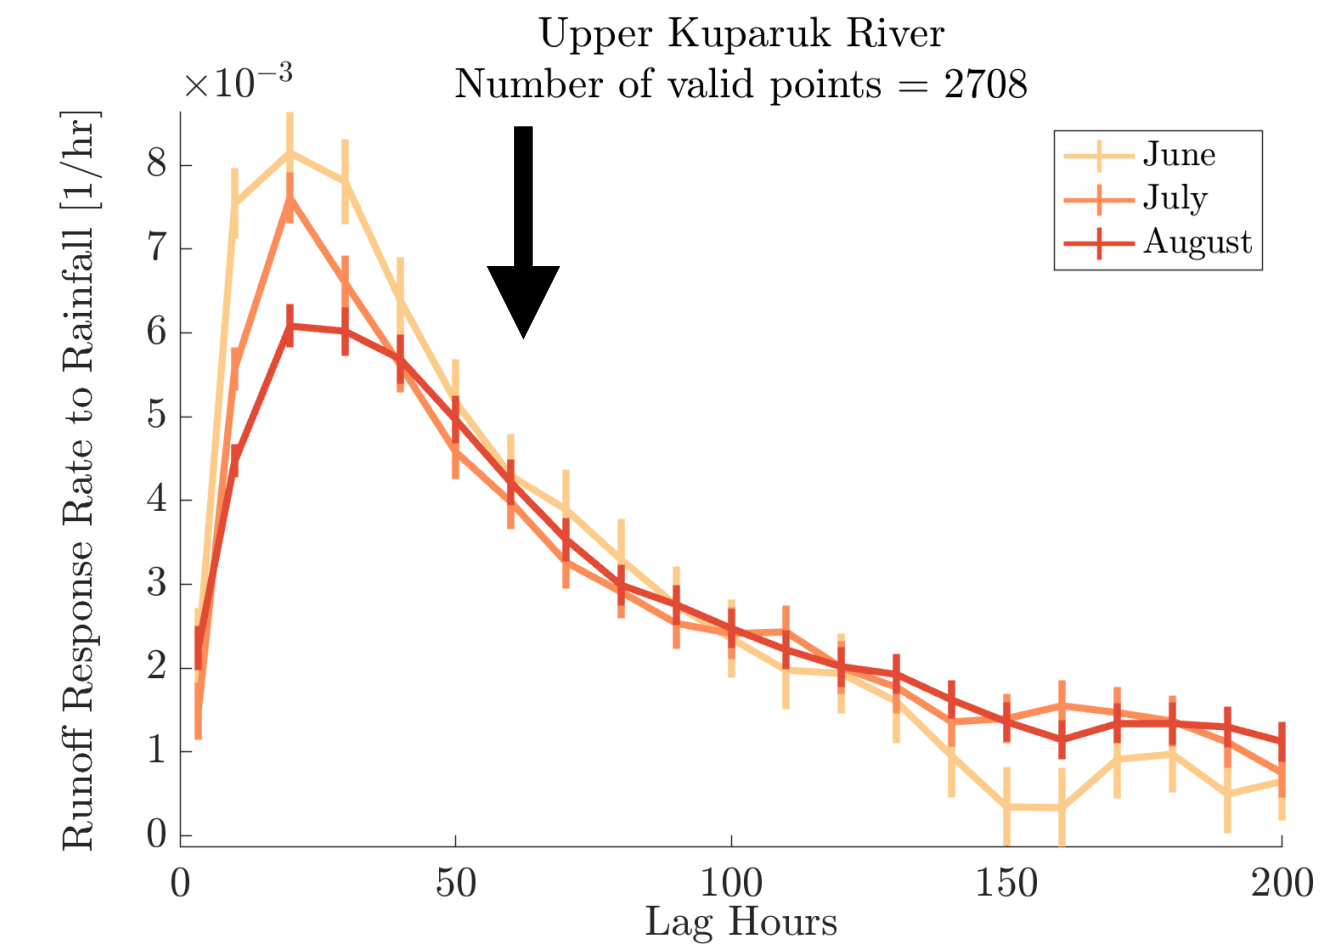 Upper Kuparuk River
Number of valid points = 2708
×10⁻³
Runoff Response Rate to Rainfall [1/hr]
8
7
6
5
4
3
2
1
0
June
July
August
0 50 100 150 200
Lag Hours